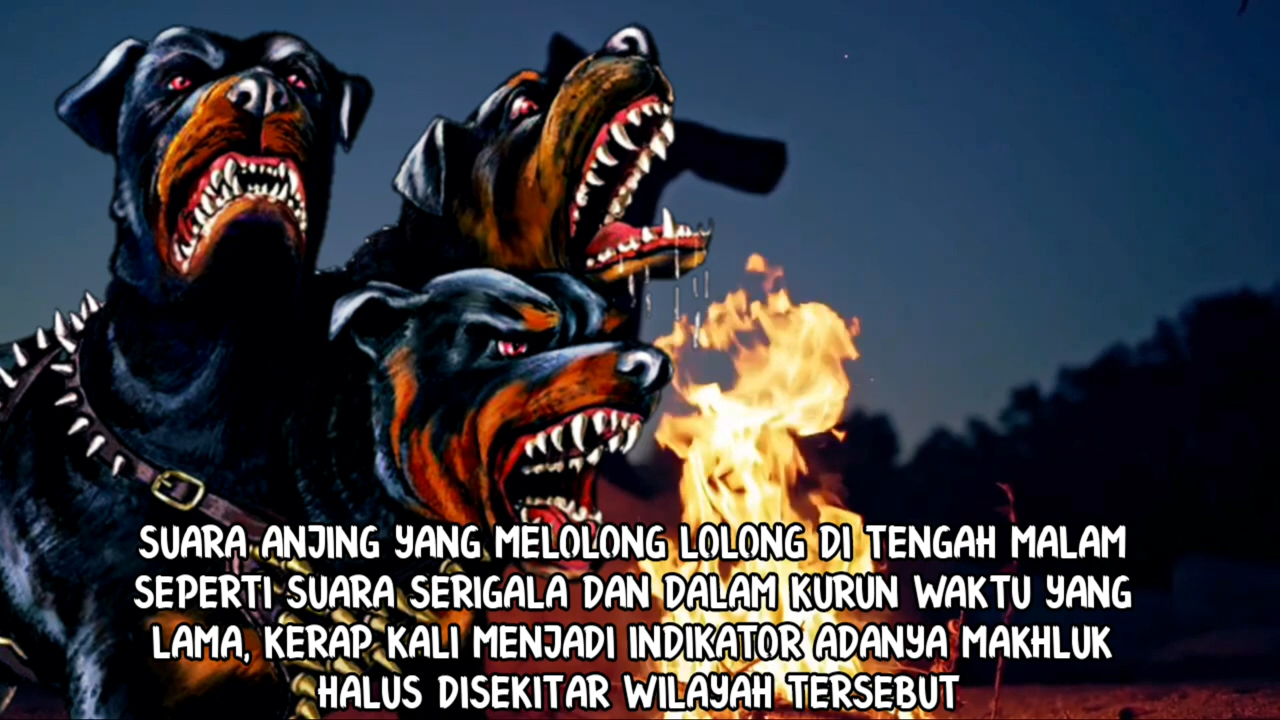 SUARA ANJING YANG MELOLONG LOLONG DI TENGAH MALAM
SEPERTI SUARA SERIGALA DAN DALAM KURUN WAKTU YANG
LAMA, KERAP KALI MENJADI INDIKATOR ADANYA MAKHLUK
HALUS DISEKITAR WILAYAH TERSEBUT